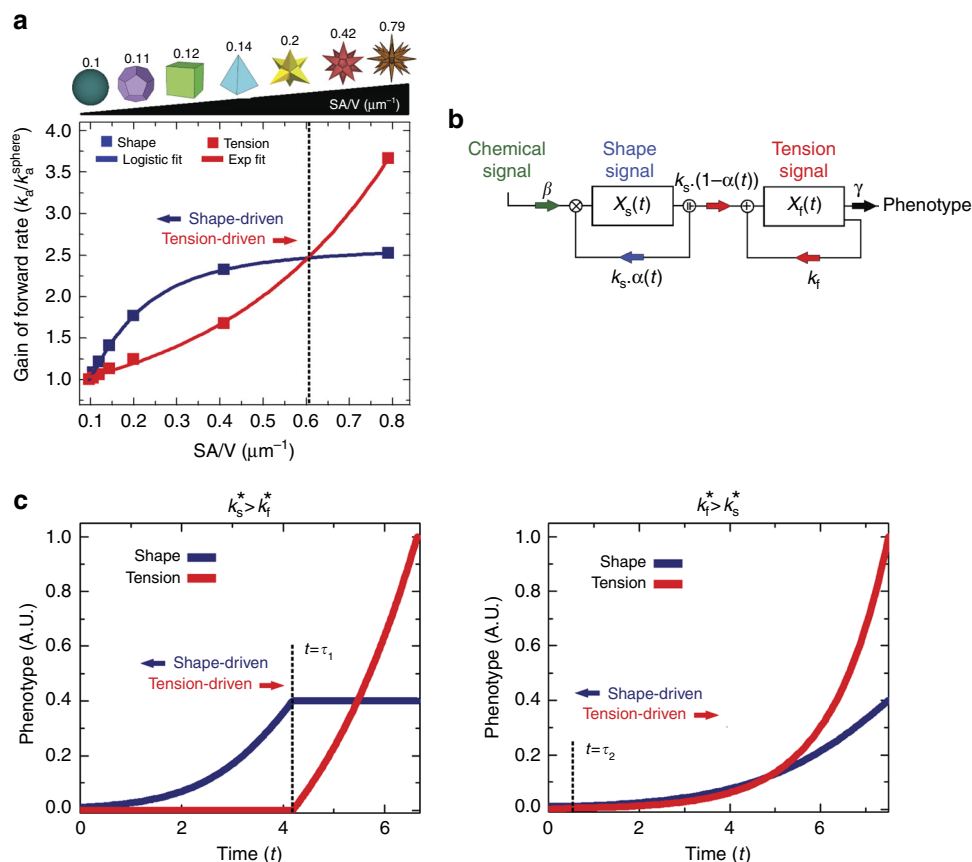 a
0.1
0.11
0.12
0.14
0.2
0.42
0.79
SA/V (μm⁻¹)
Gain of forward rate (kₐ/kₐ^sphere)
4.0
3.5
3.0
2.5
2.0
1.5
1.0
Shape
Tension
Logistic fit
Exp fit
Shape-driven
Tension-driven
0.1 0.2 0.3 0.4 0.5 0.6 0.7 0.8
SA/V (μm⁻¹)
b
Chemical
signal
Shape
signal
Tension
signal
β
Xₛ(t)
kₛ.(1−α(t))
X_f(t)
γ
Phenotype
kₛ.α(t)
k_f
c
kₛ* > k_f*
Phenotype (A.U.)
1.0
0.8
0.6
0.4
0.2
0.0
Shape
Tension
t=τ₁
Shape-driven
Tension-driven
0 2 4 6
Time (t)
k_f* > kₛ*
Phenotype (A.U.)
1.0
0.8
0.6
0.4
0.2
0.0
Shape
Tension
Shape-driven
Tension-driven
t=τ₂
0 2 4 6
Time (t)